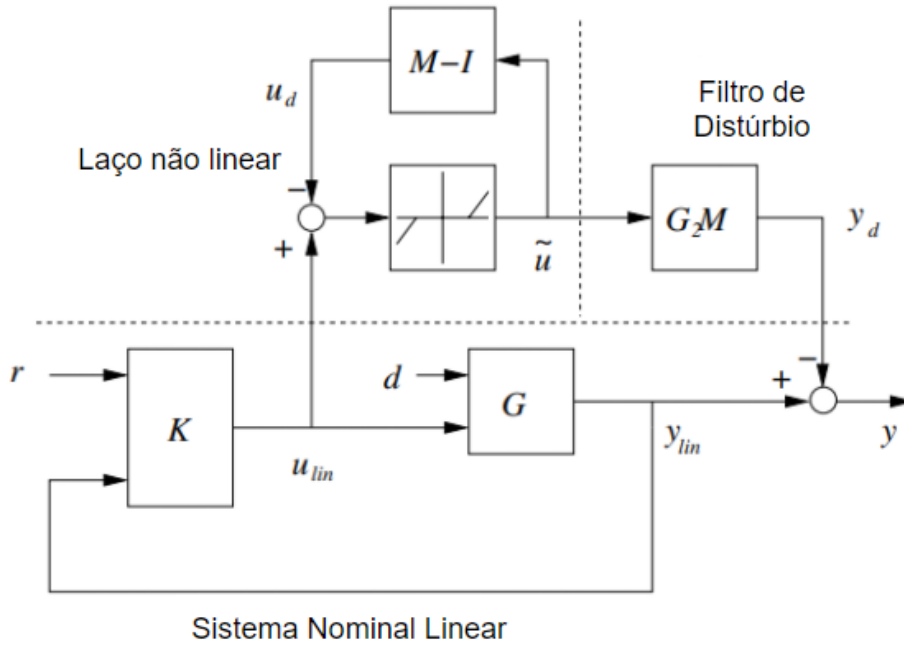 M−I
u_d
Filtro de
Distúrbio
Laço não linear
−
+
ũ
G₂M
y_d
r
K
d
G
−
+
u_lin
y_lin
y
Sistema Nominal Linear